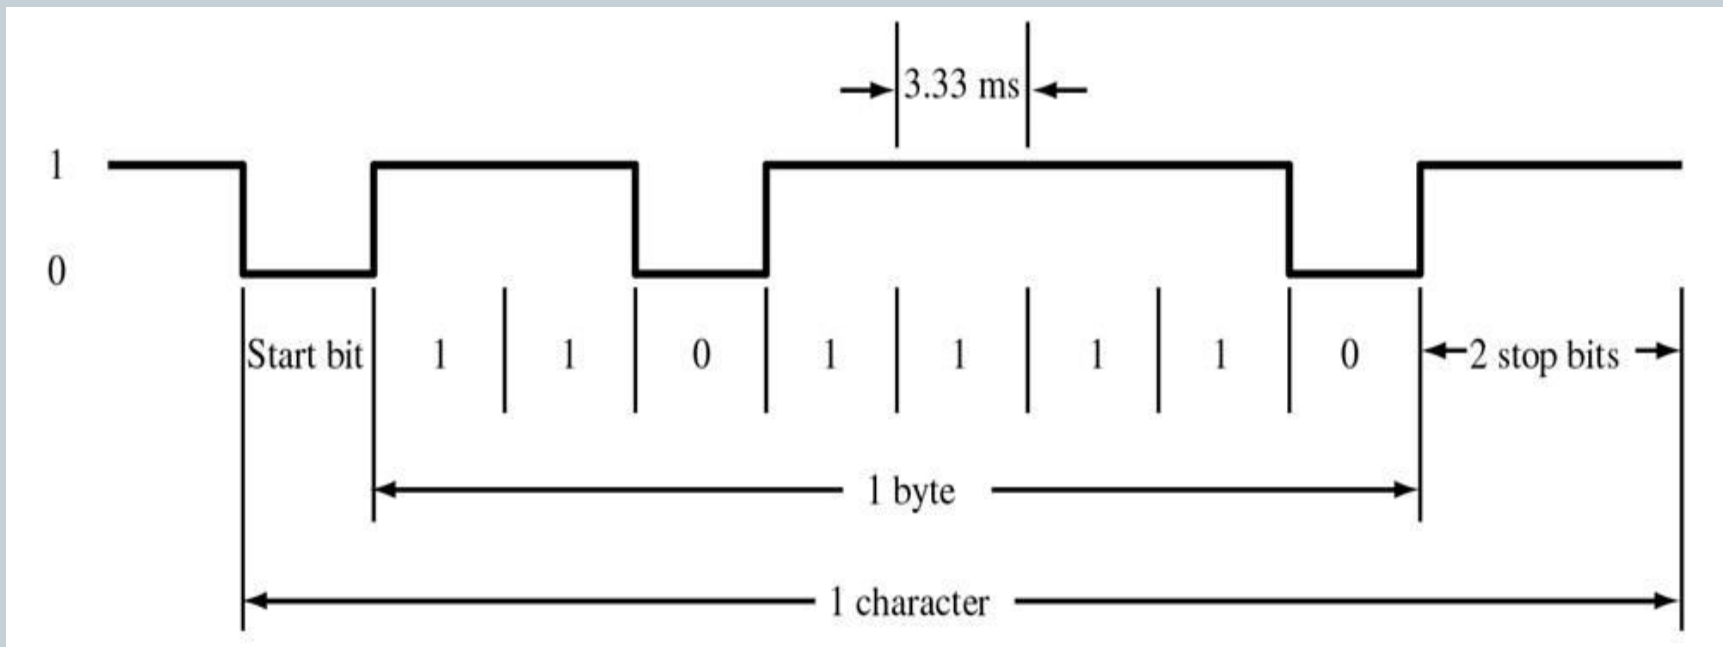 3.33 ms
1
0
Start bit 1 1 0 1 1 1 1 0 2 stop bits
1 byte
1 character